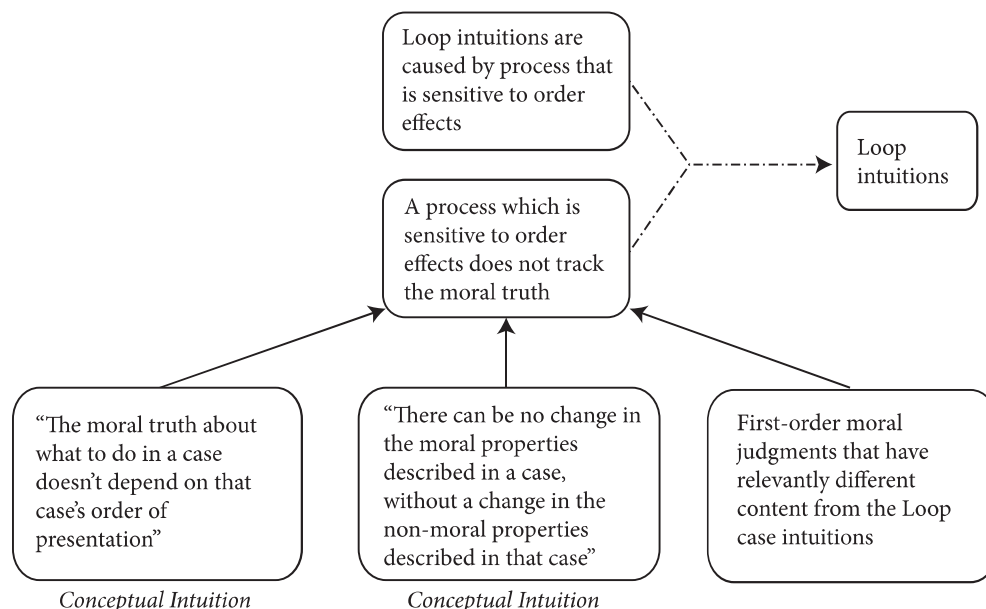 Loop intuitions are
caused by process that
is sensitive to order
effects
Loop
intuitions
A process which is
sensitive to order
effects does not track
the moral truth
“The moral truth about
what to do in a case
doesn’t depend on that
case’s order of
presentation”
“There can be no change in
the moral properties
described in a case,
without a change in the
non-moral properties
described in that case”
First-order moral
judgments that have
relevantly different
content from the Loop
case intuitions
Conceptual Intuition
Conceptual Intuition